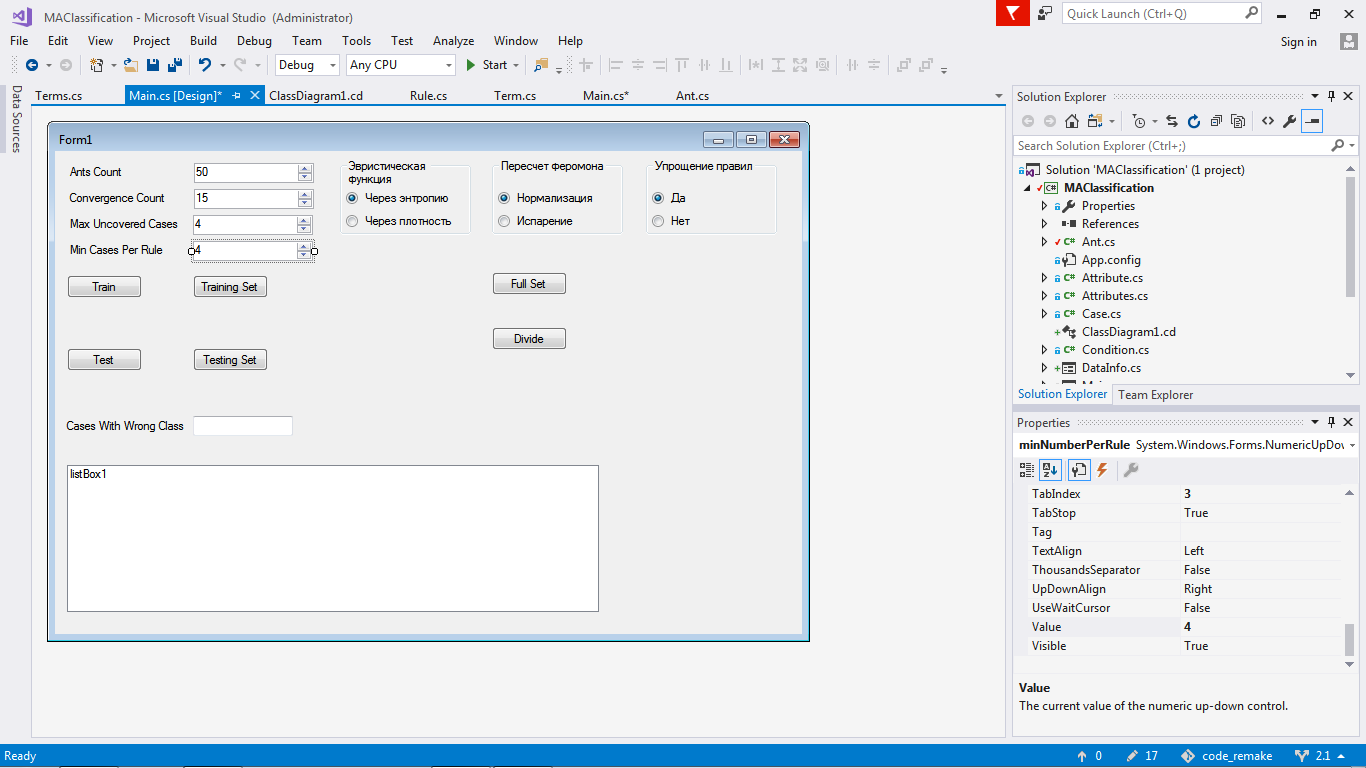 MAClassification - Microsoft Visual Studio (Administrator)
Quick Launch (Ctrl+Q)
File Edit View Project Build Debug Team Tools Test Analyze Window Help
Sign in
Debug Any CPU Start
Data Sources
Terms.cs Main.cs [Design]* ClassDiagram1.cd Rule.cs Term.cs Main.cs* Ant.cs
Form1
Ants Count 50
Convergence Count 15
Max Uncovered Cases 4
Min Cases Per Rule 4
Эвристическая
функция
Через энтропию
Через плотность
Пересчет феромона
Нормализация
Испарение
Упрощение правил
Да
Нет
Train Training Set Full Set
Divide
Test Testing Set
Cases With Wrong Class
listBox1
Solution Explorer
Search Solution Explorer (Ctrl+;)
Solution 'MAClassification' (1 project)
MAClassification
Properties
References
Ant.cs
App.config
Attribute.cs
Attributes.cs
Case.cs
ClassDiagram1.cd
Condition.cs
DataInfo.cs
Solution Explorer Team Explorer
Properties
minNumberPerRule System.Windows.Forms.NumericUpDov
TabIndex 3
TabStop True
Tag
TextAlign Left
ThousandsSeparator False
UpDownAlign Right
UseWaitCursor False
Value 4
Visible True
Value
The current value of the numeric up-down control.
Ready 0 17 code_remake 2.1